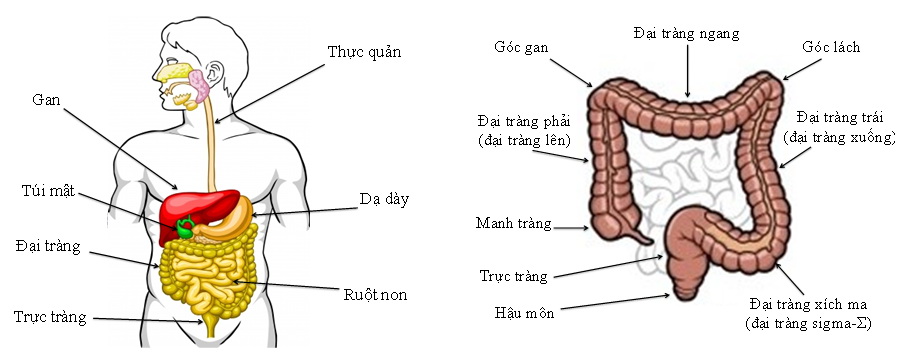 Thực quản
Gan
Túi mật
Dạ dày
Đại tràng
Ruột non
Trực tràng
Đại tràng ngang
Góc gan
Góc lách
Đại tràng phải
(đại tràng lên)
Đại tràng trái
(đại tràng xuống)
Manh tràng
Trực tràng
Hậu môn
Đại tràng xích ma
(đại tràng sigma-Σ)